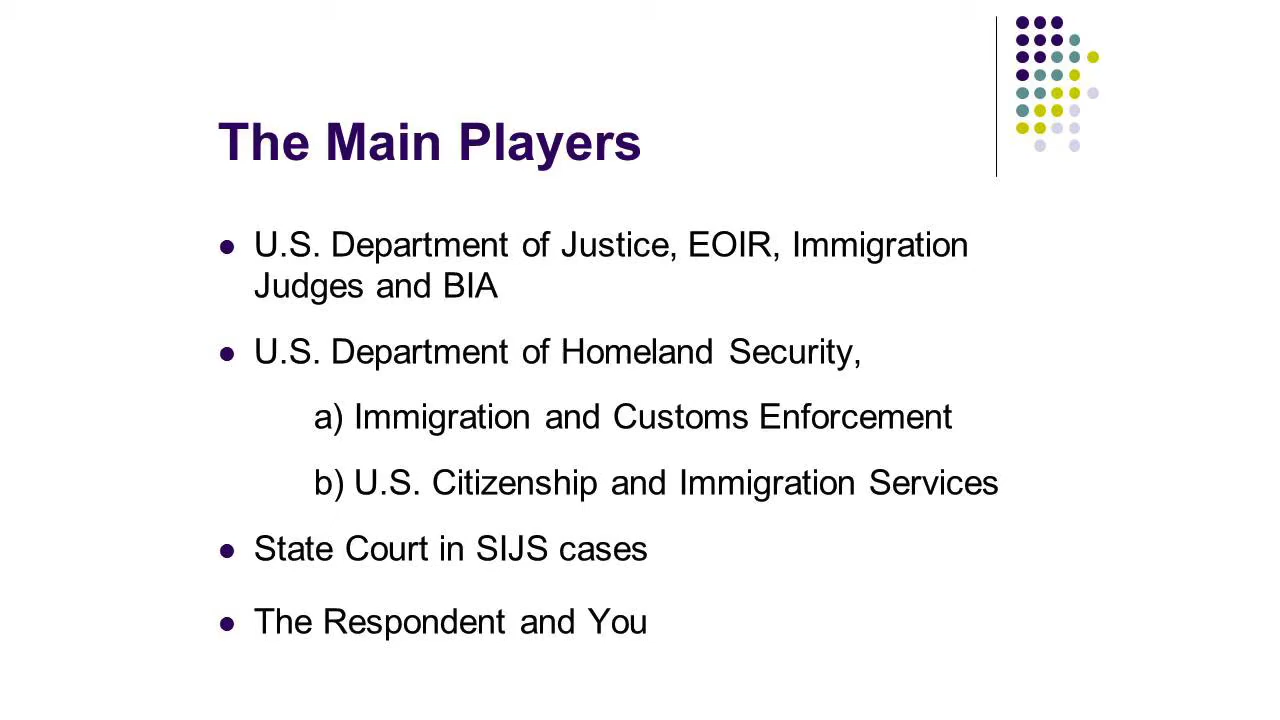 The Main Players
● U.S. Department of Justice, EOIR, Immigration
Judges and BIA
● U.S. Department of Homeland Security,
a) Immigration and Customs Enforcement
b) U.S. Citizenship and Immigration Services
● State Court in SIJS cases
● The Respondent and You